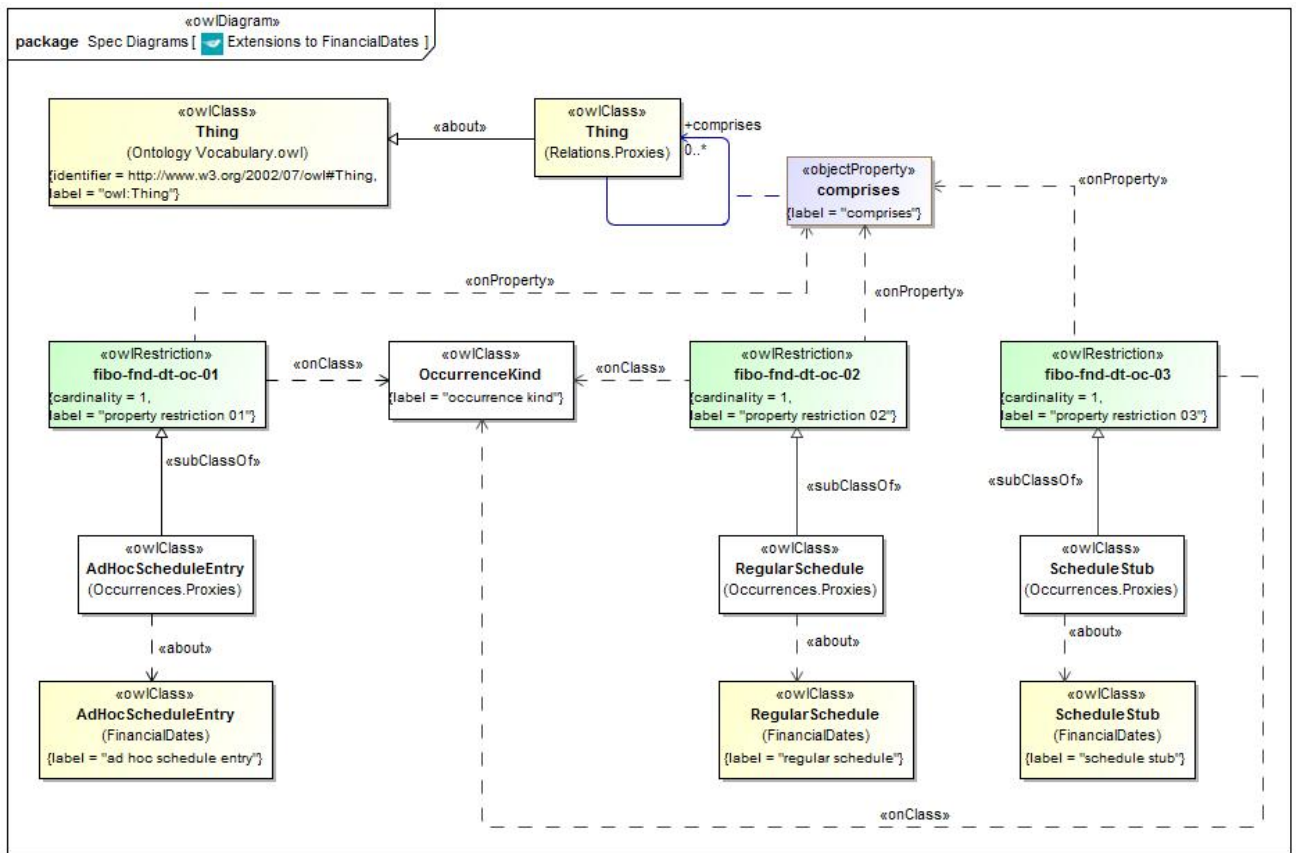 «owlDiagram»
package Spec Diagrams [ Extensions to FinancialDates ]
«owlClass»
Thing
(Ontology Vocabulary.owl)
{identifier = http://www.w3.org/2002/07/owl#Thing,
label = "owl:Thing"}
«about»
«owlClass»
Thing
(Relations.Proxies)
+comprises
0..*
«objectProperty»
comprises
{label = "comprises"}
«onProperty»
«onProperty»
«onProperty»
«owlRestriction»
fibo-fnd-dt-oc-01
{cardinality = 1,
label = "property restriction 01"}
«onClass»
«owlClass»
OccurrenceKind
{label = "occurrence kind"}
«onClass»
«owlRestriction»
fibo-fnd-dt-oc-02
{cardinality = 1,
label = "property restriction 02"}
«owlRestriction»
fibo-fnd-dt-oc-03
{cardinality = 1,
label = "property restriction 03"}
«subClassOf»
«subClassOf»
«subClassOf»
«owlClass»
AdHocScheduleEntry
(Occurrences.Proxies)
«owlClass»
RegularSchedule
(Occurrences.Proxies)
«owlClass»
ScheduleStub
(Occurrences.Proxies)
«about»
«about»
«about»
«owlClass»
AdHocScheduleEntry
(FinancialDates)
{label = "ad hoc schedule entry"}
«owlClass»
RegularSchedule
(FinancialDates)
{label = "regular schedule"}
«owlClass»
ScheduleStub
(FinancialDates)
{label = "schedule stub"}
«onClass»